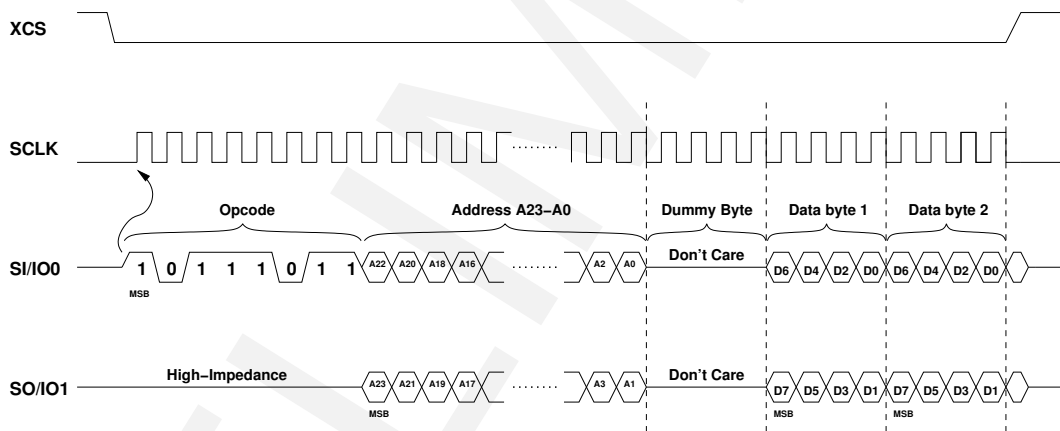 XCS
SCLK
Opcode Address A23–A0 Dummy Byte Data byte 1 Data byte 2
SI/IO0 1 0 1 1 1 0 1 1 A22 A20 A18 A16 A2 A0 Don't Care D6 D4 D2 D0 D6 D4 D2 D0
MSB
SO/IO1 High–Impedance A23 A21 A19 A17 A3 A1 Don't Care D7 D5 D3 D1 D7 D5 D3 D1
MSB MSB MSB